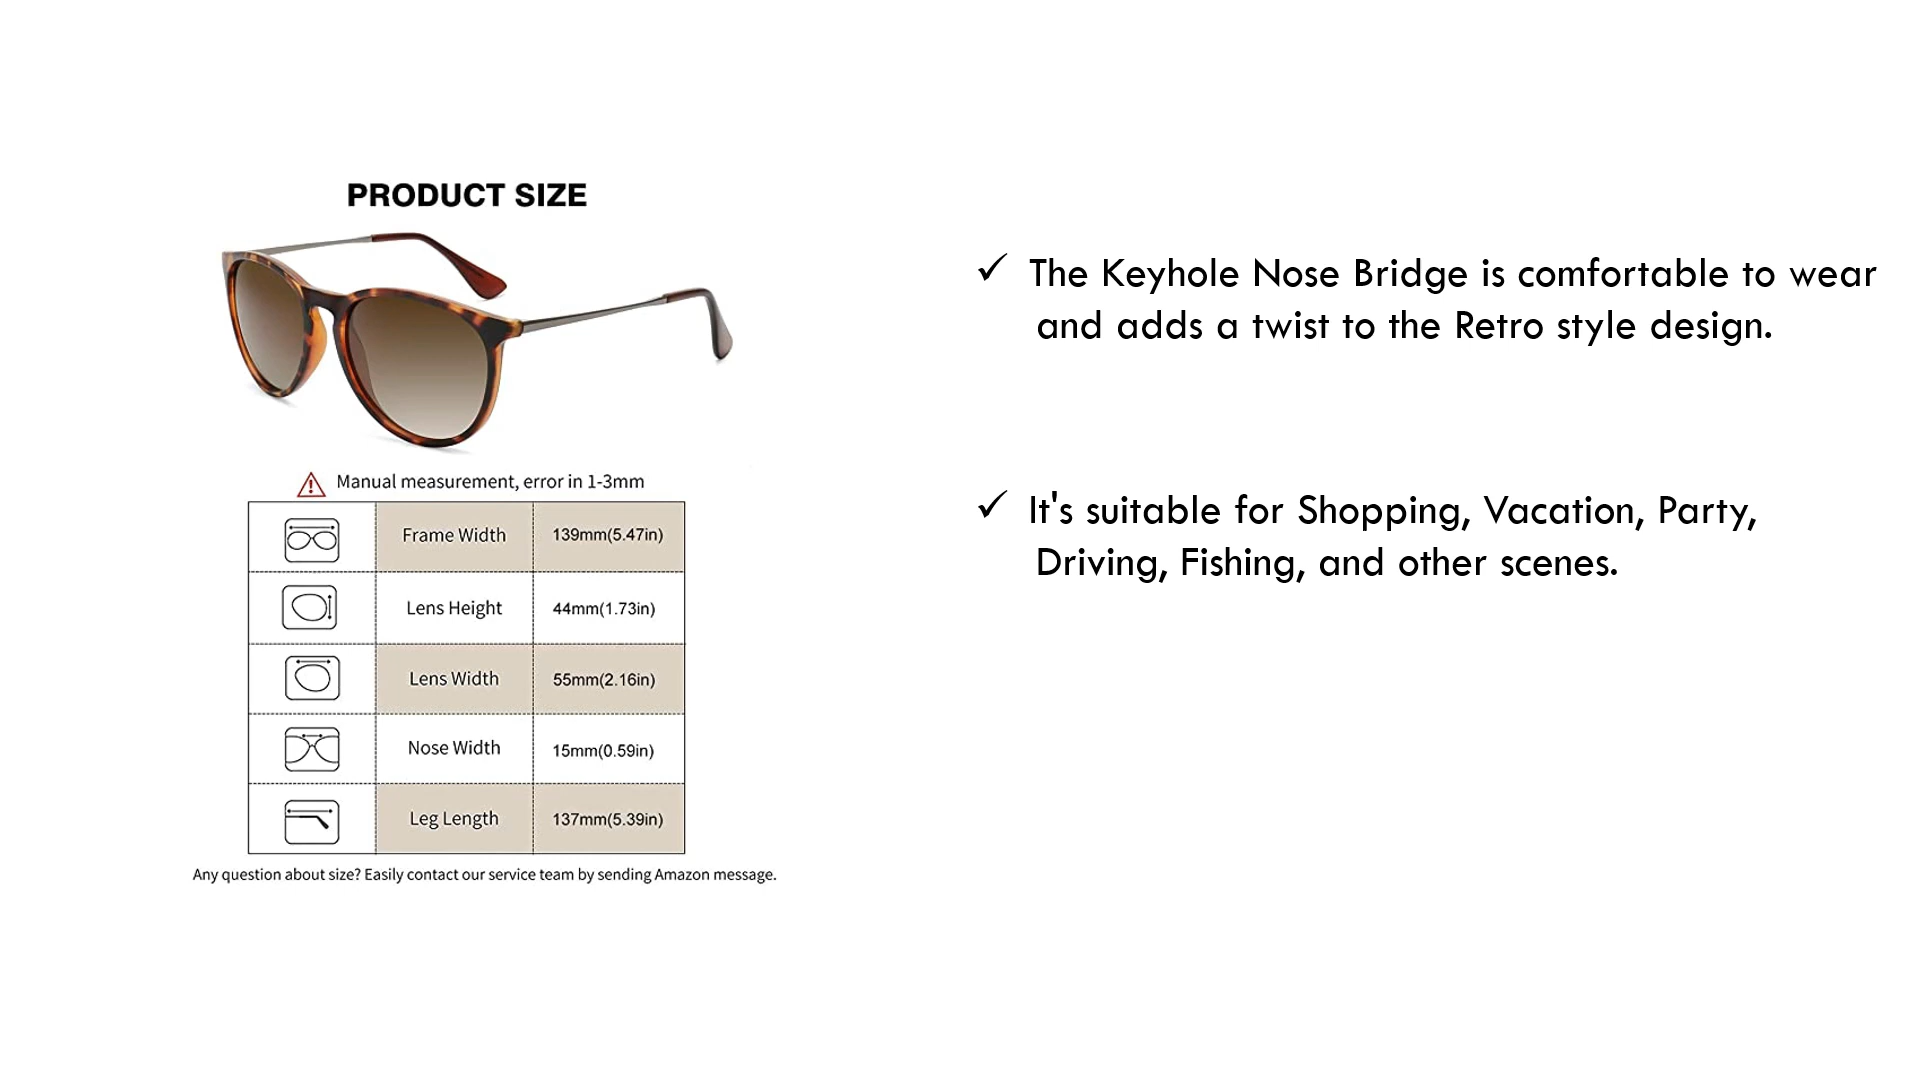 PRODUCT SIZE
Manual measurement, error in 1-3mm
Frame Width 139mm(5.47in)
Lens Height 44mm(1.73in)
Lens Width 55mm(2.16in)
Nose Width 15mm(0.59in)
Leg Length 137mm(5.39in)
Any question about size? Easily contact our service team by sending Amazon message.
✓ The Keyhole Nose Bridge is comfortable to wear
and adds a twist to the Retro style design.
✓ It's suitable for Shopping, Vacation, Party,
Driving, Fishing, and other scenes.